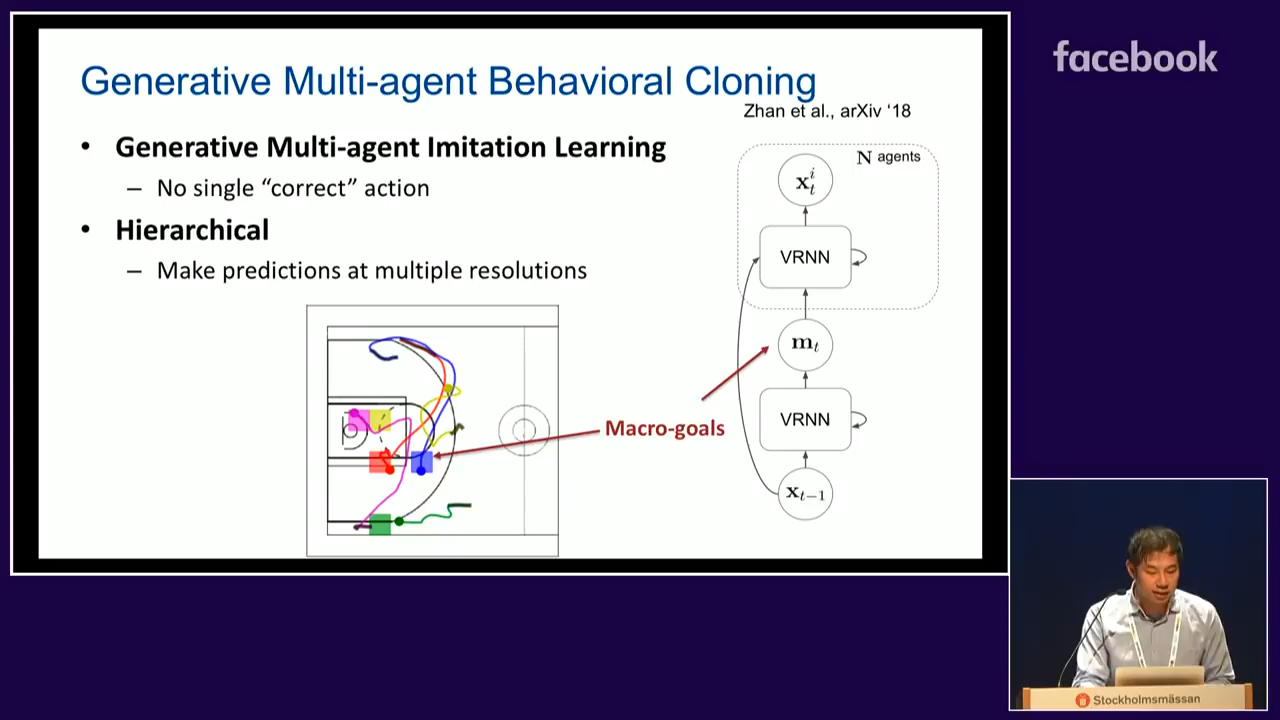 facebook
Generative Multi-agent Behavioral Cloning
Zhan et al., arXiv ‘18
• Generative Multi-agent Imitation Learning
– No single “correct” action
• Hierarchical
– Make predictions at multiple resolutions
N agents
x_t^i
VRNN
m_t
Macro-goals
VRNN
x_{t−1}
Stockholmsmässan